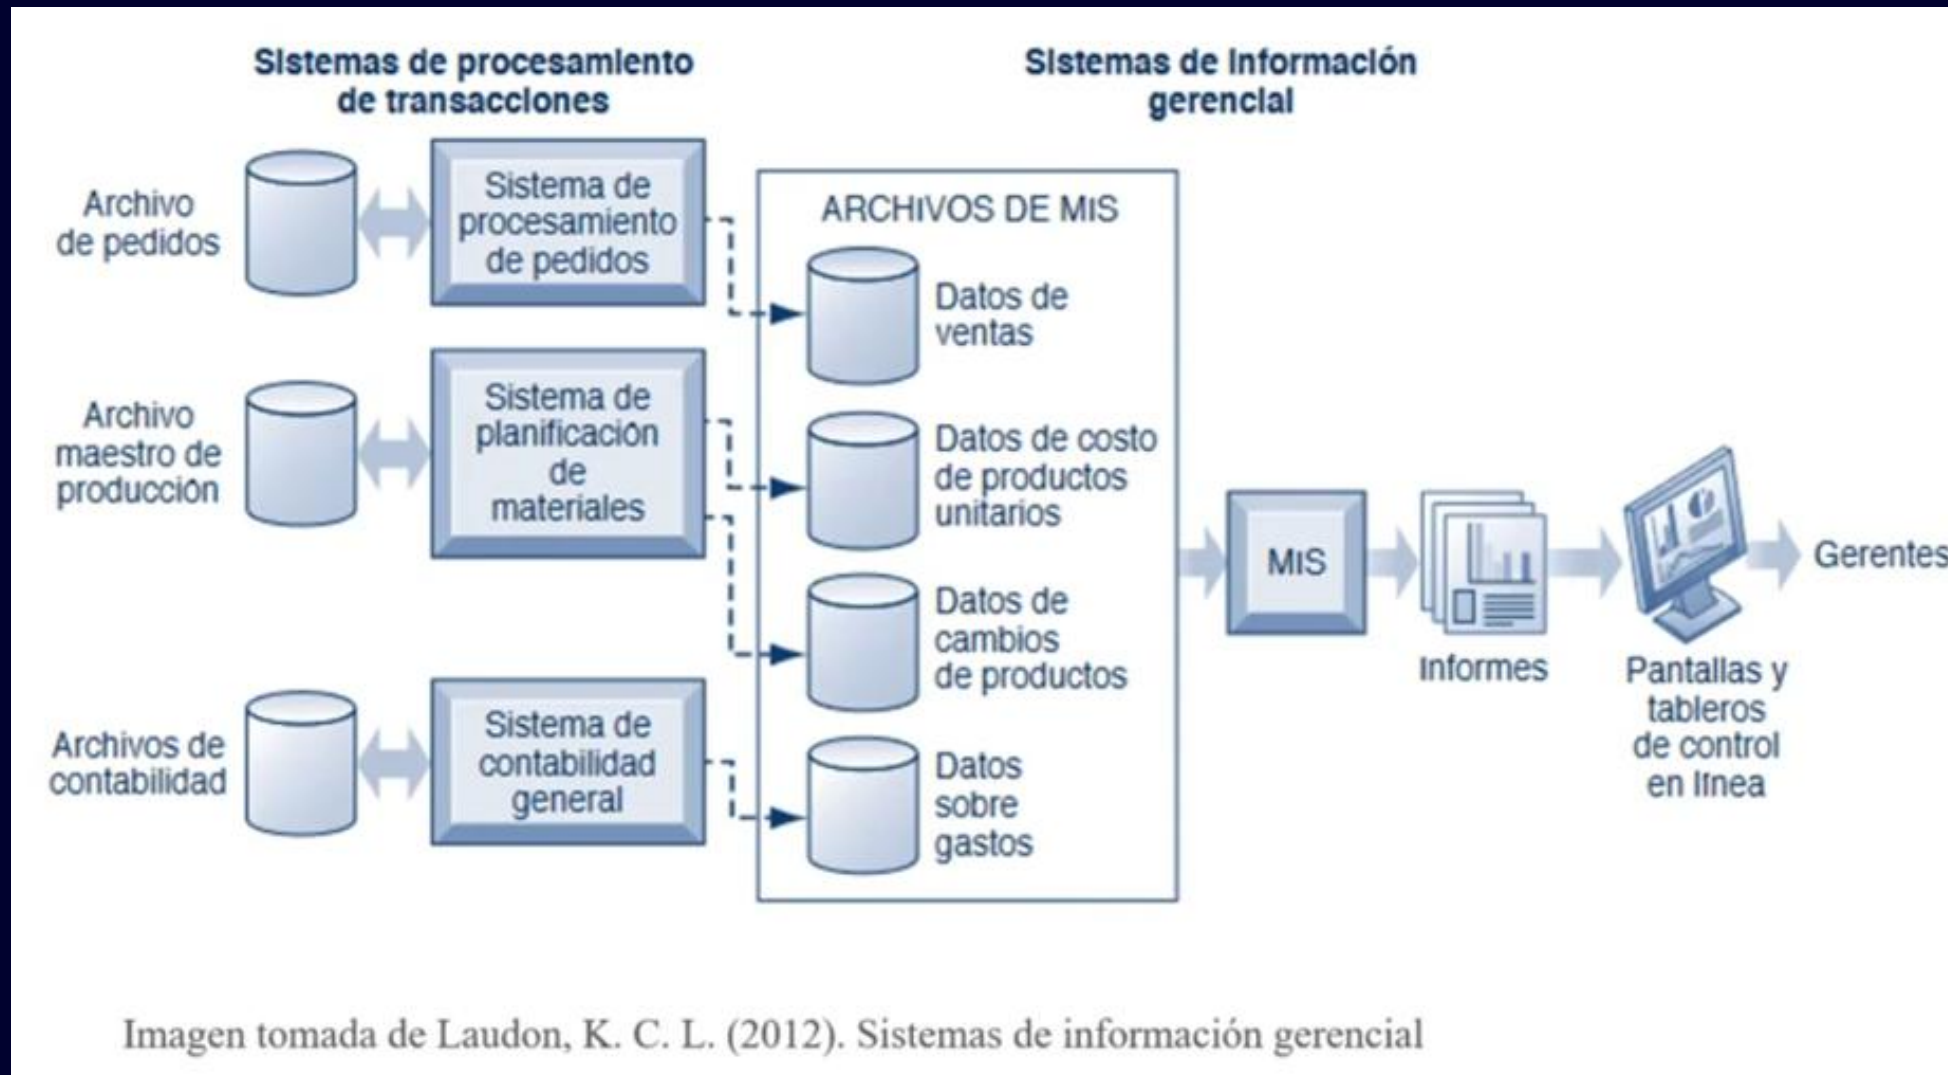 Sistemas de procesamiento
de transacciones
Sistemas de información
gerencial
Archivo
de pedidos
Sistema de
procesamiento
de pedidos
Archivo
maestro de
producción
Sistema de
planificación
de
materiales
Archivos de
contabilidad
Sistema de
contabilidad
general
ARCHIVOS DE MIS
Datos de
ventas
Datos de costo
de productos
unitarios
Datos de
cambios
de productos
Datos
sobre
gastos
MIS
Informes
Pantallas y
tableros
de control
en línea
Gerentes
Imagen tomada de Laudon, K. C. L. (2012). Sistemas de información gerencial